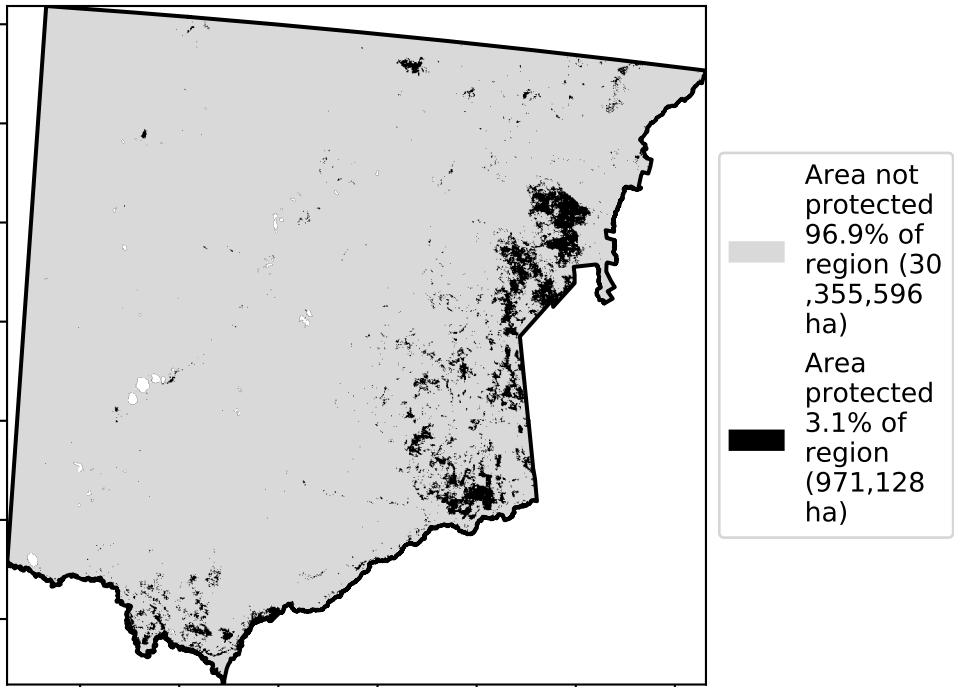 Area not
protected
96.9% of
region (30
,355,596
ha)
Area
protected
3.1% of
region
(971,128
ha)